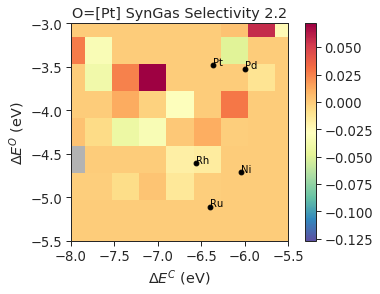 O=[Pt] SynGas Selectivity 2.2
−3.0
−3.5
−4.0
−4.5
−5.0
−5.5
ΔE^O (eV)
Pt
Pd
Rh
Ni
Ru
−8.0 −7.5 −7.0 −6.5 −6.0 −5.5
ΔE^C (eV)
0.050
0.025
0.000
−0.025
−0.050
−0.075
−0.100
−0.125